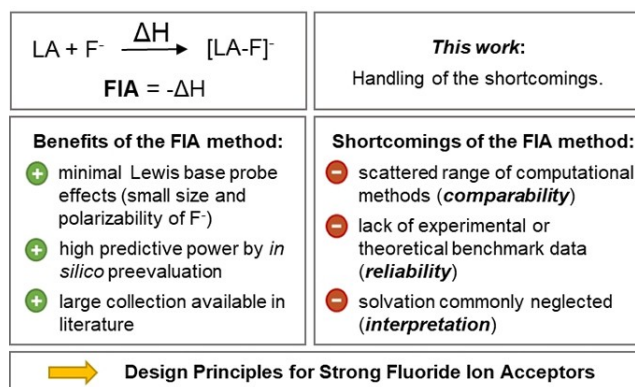 ΔH
LA + F⁻ → [LA-F]⁻
FIA = -ΔH
This work:
Handling of the shortcomings.
Benefits of the FIA method:
minimal Lewis base probe
effects (small size and
polarizability of F⁻)
high predictive power by in
silico preevaluation
large collection available in
literature
Shortcomings of the FIA method:
scattered range of computational
methods (comparability)
lack of experimental or
theoretical benchmark data
(reliability)
solvation commonly neglected
(interpretation)
Design Principles for Strong Fluoride Ion Acceptors